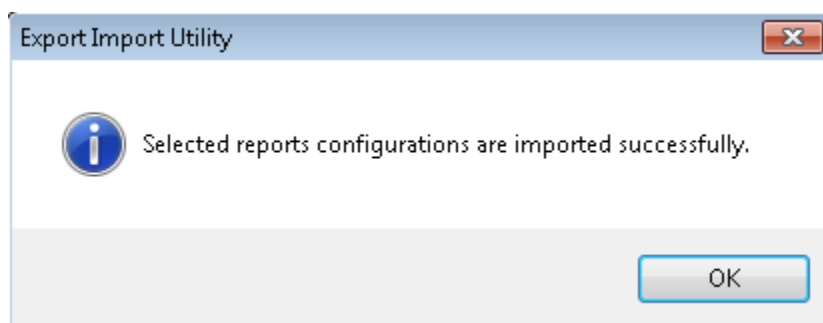 Export Import Utility
Selected reports configurations are imported successfully.
OK